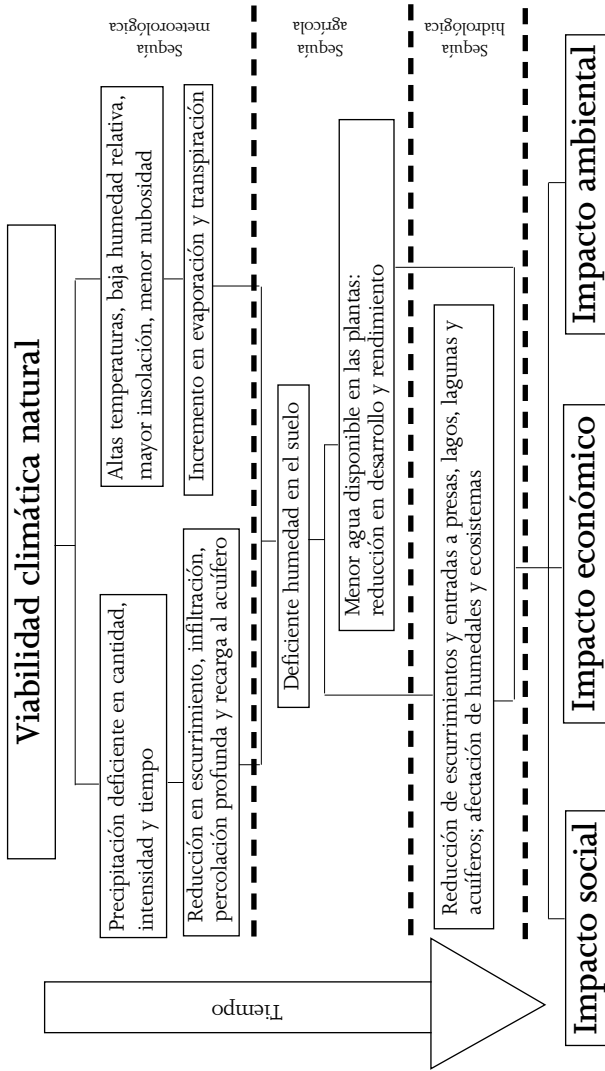 Viabilidad climática natural
Precipitación deficiente en cantidad,
intensidad y tiempo
Altas temperaturas, baja humedad relativa,
mayor insolación, menor nubosidad
Sequía
meteorológica
Reducción en escurrimiento, infiltración,
percolación profunda y recarga al acuífero
Incremento en evaporación y transpiración
Deficiente humedad en el suelo
Sequía
agrícola
Menor agua disponible en las plantas:
reducción en desarrollo y rendimiento
Reducción de escurrimientos y entradas a presas, lagos, lagunas y
acuíferos; afectación de humedales y ecosistemas
Sequía
hidrológica
Tiempo
Impacto social
Impacto económico
Impacto ambiental